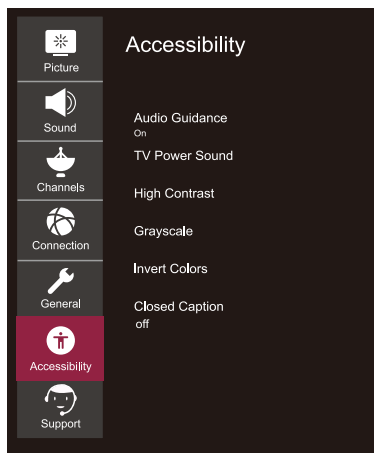 Picture
Sound
Channels
Connection
General
Accessibility
Support
Accessibility
Audio Guidance
On
TV Power Sound
High Contrast
Grayscale
Invert Colors
Closed Caption
off